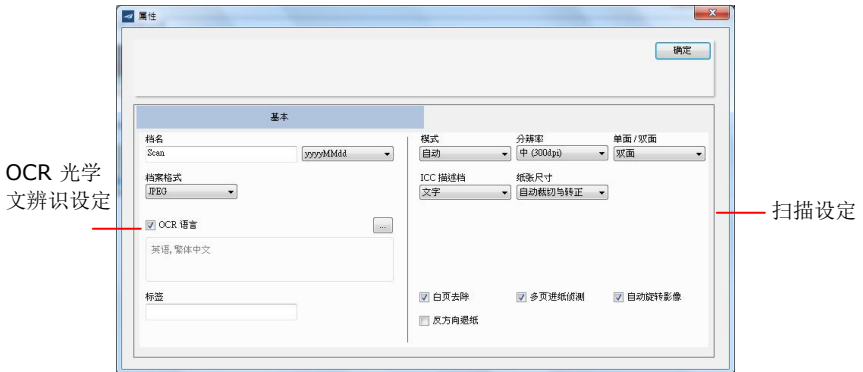 属性
确定
基本
档名
Scan
yyyyMMdd
档案格式
JPEG
OCR 语言
...
英语, 繁体中文
标签
模式
分辨率
单面 / 双面
自动
中 (300dpi)
双面
ICC 描述档
纸张尺寸
文字
自动裁切与转正
白页去除
多页进纸侦测
自动旋转影像
反方向退纸
OCR 光学
文辨识设定
扫描设定